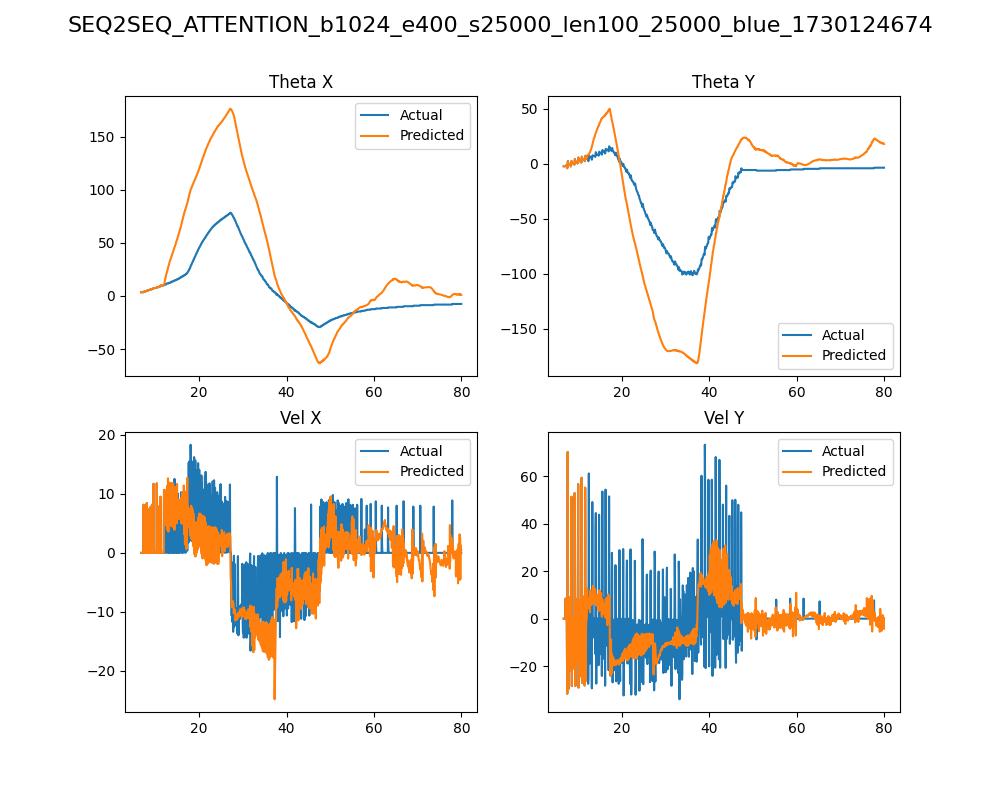 SEQ2SEQ_ATTENTION_b1024_e400_s25000_len100_25000_blue_1730124674
Theta X
Actual
Predicted
150
100
50
0
−50
20 40 60 80
Theta Y
Actual
Predicted
50
0
−50
−100
−150
20 40 60 80
Vel X
Actual
Predicted
20
10
0
−10
−20
20 40 60 80
Vel Y
Actual
Predicted
60
40
20
0
−20
20 40 60 80